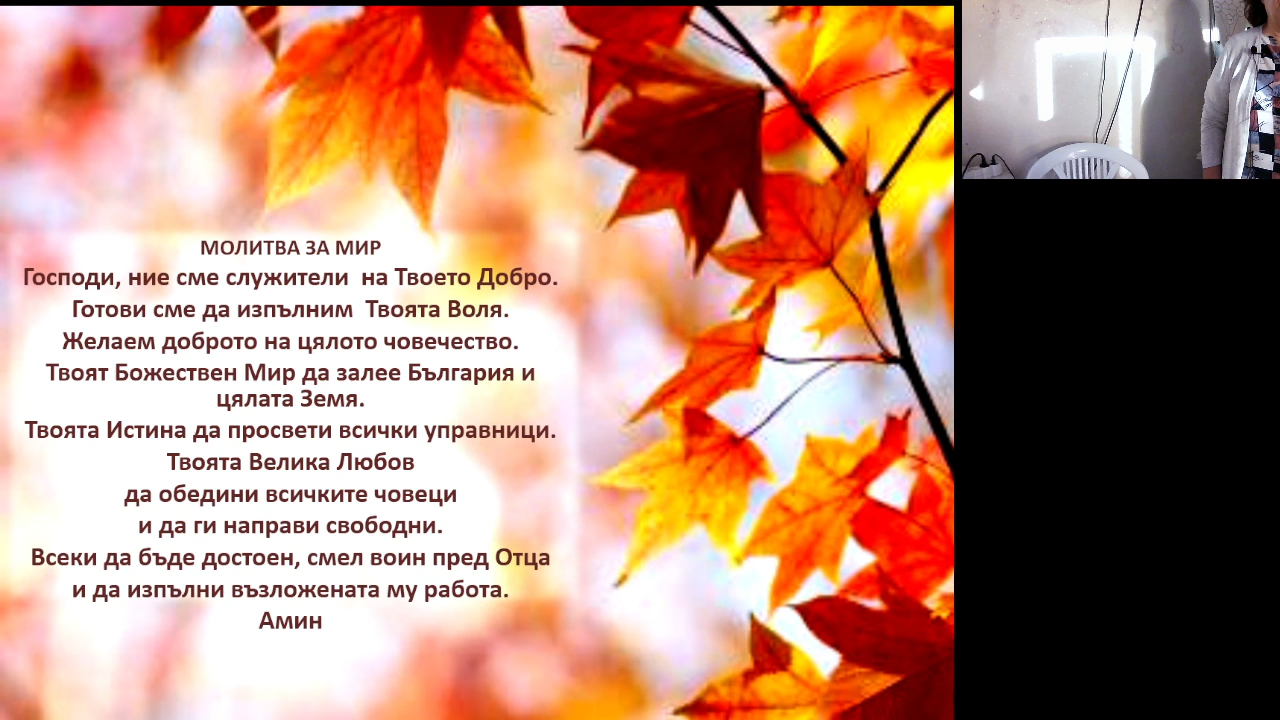 МОЛИТВА ЗА МИР
Господи, ние сме служители на Твоето Добро.
Готови сме да изпълним Твоята Воля.
Желаем доброто на цялото човечество.
Твоят Божествен Мир да залее България и
цялата Земя.
Твоята Истина да просвети всички управници.
Твоята Велика Любов
да обедини всичките човеци
и да ги направи свободни.
Всеки да бъде достоен, смел воин пред Отца
и да изпълни възложената му работа.
Амин